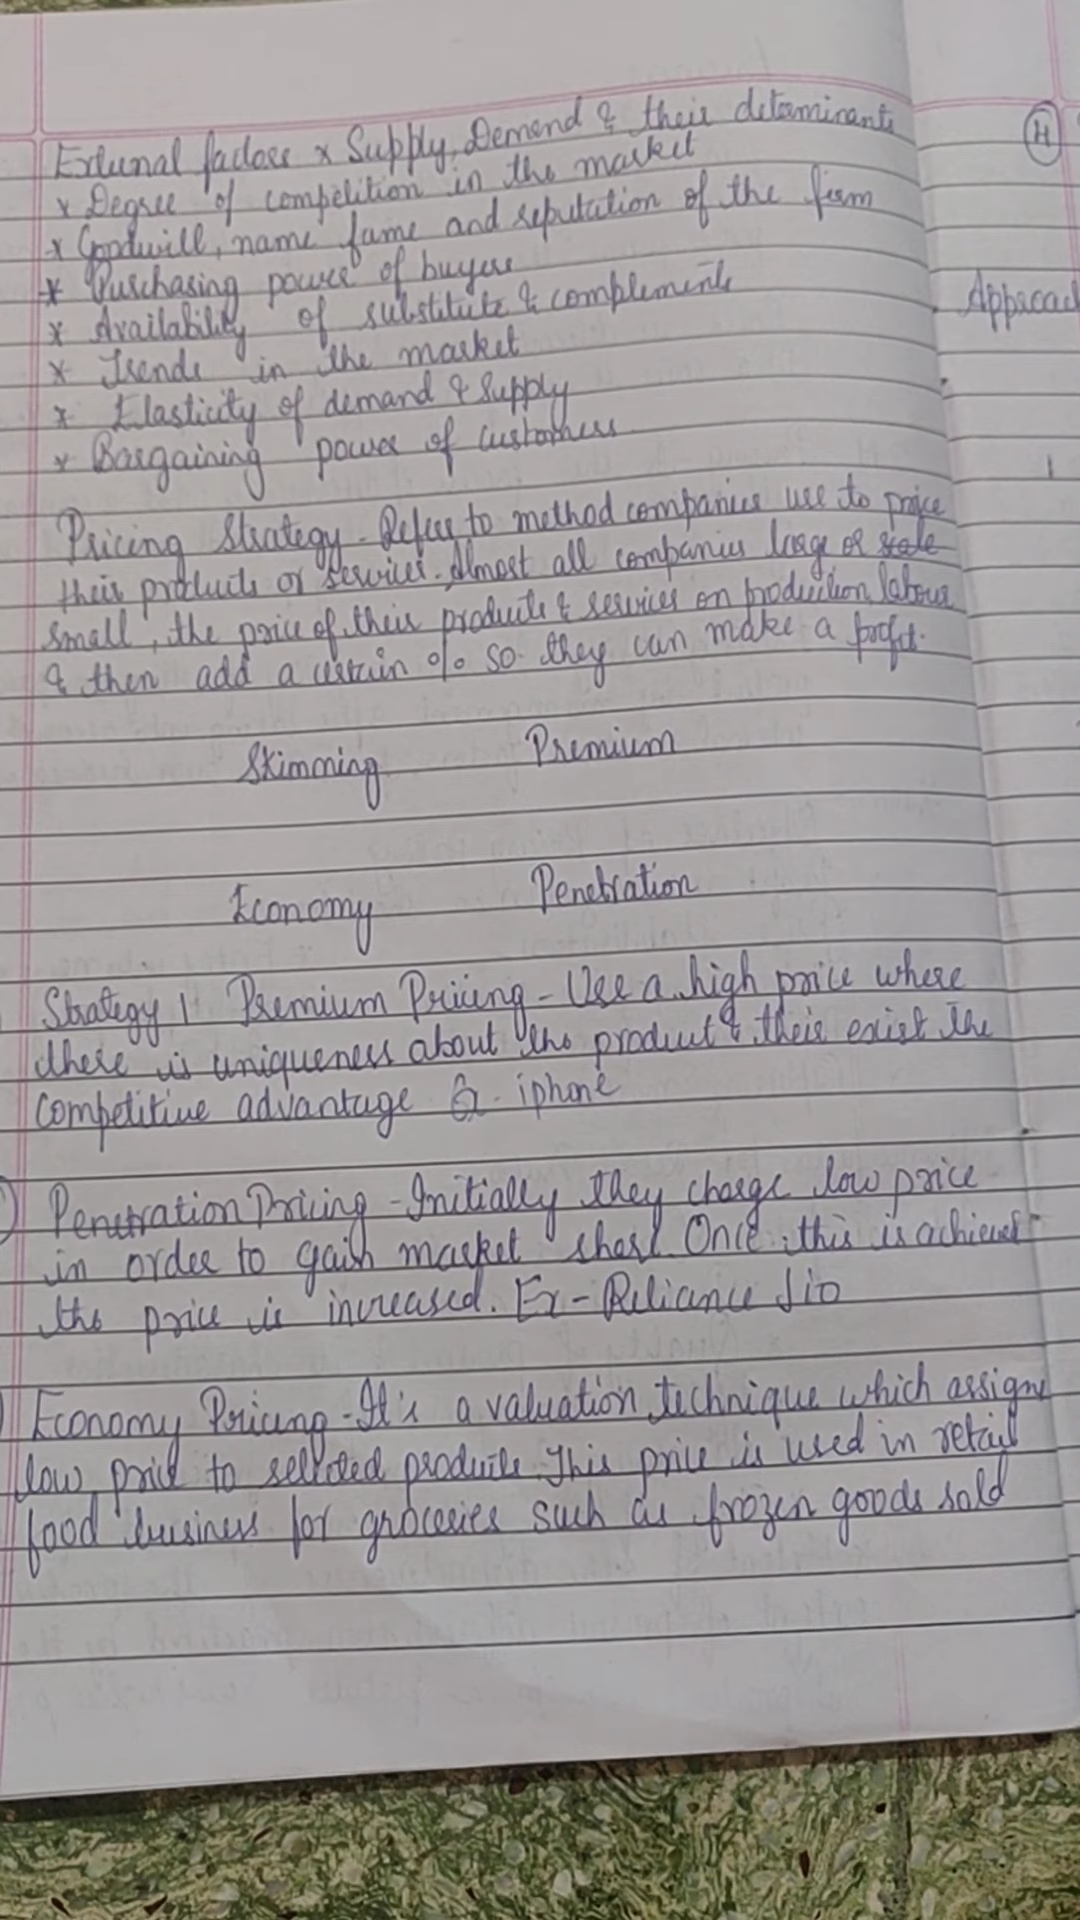 External factors x Supply, Demand & their determinants
x Degree of competition in the market
x Goodwill, name fame and reputation of the firm
x Purchasing power of buyers
x Availability of substitute & complements
x Trends in the market
x Elasticity of demand & supply
x Bargaining power of customers
Pricing Strategy - Refers to method companies use to price
their products or services. Almost all companies large or
small, the price of their products & services on production, labour
& then add a certain % so they can make a profit.
Skimming Premium
Economy Penetration
Strategy 1 Premium Pricing - Use a high price where
there is uniqueness about the product & their exist the
competitive advantage Ex. iphone
Penetration Pricing - Initially they charge low price
in order to gain market share. Once this is achieved
the price is increased. Ex - Reliance Jio
Economy Pricing - It's a valuation technique which assigns
low price to selected products. This price is used in retail
food business for groceries such as frozen goods sold
H
Approac